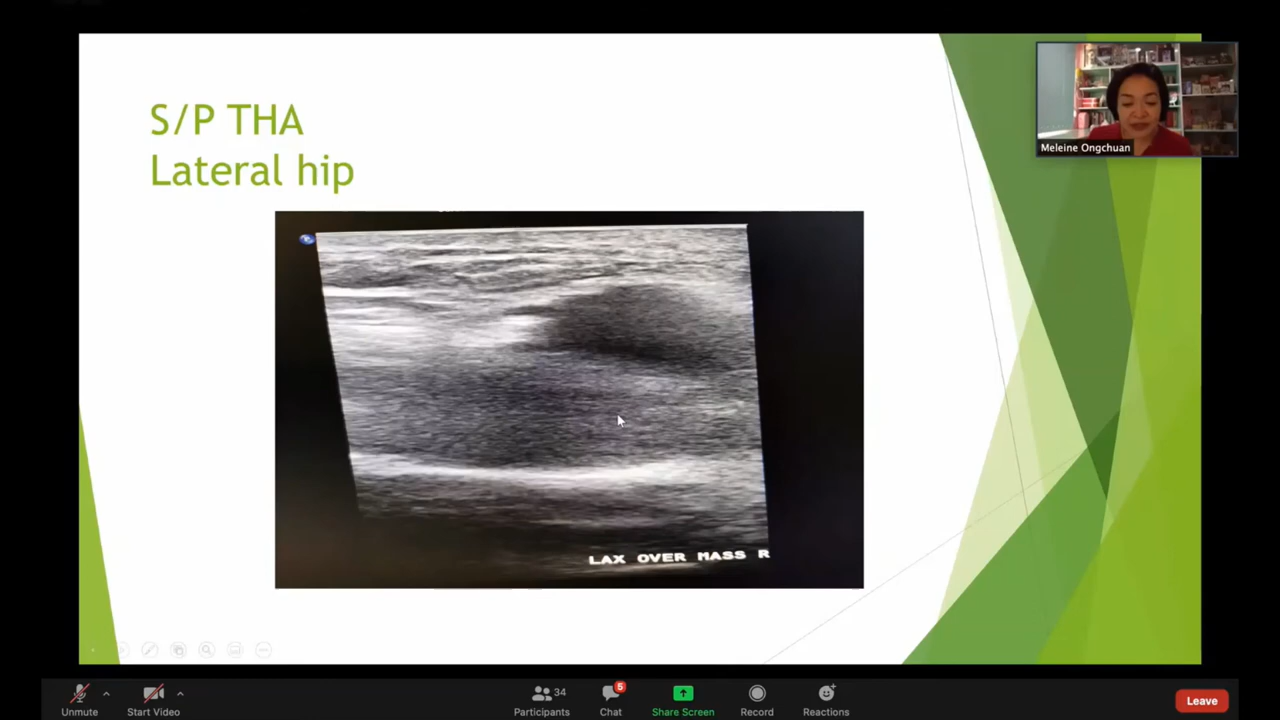 S/P THA
Lateral hip
Meleine Ongchuan
LAX OVER MASS R
Unmute
Start Video
34
Participants
5
Chat
Share Screen
Record
Reactions
Leave